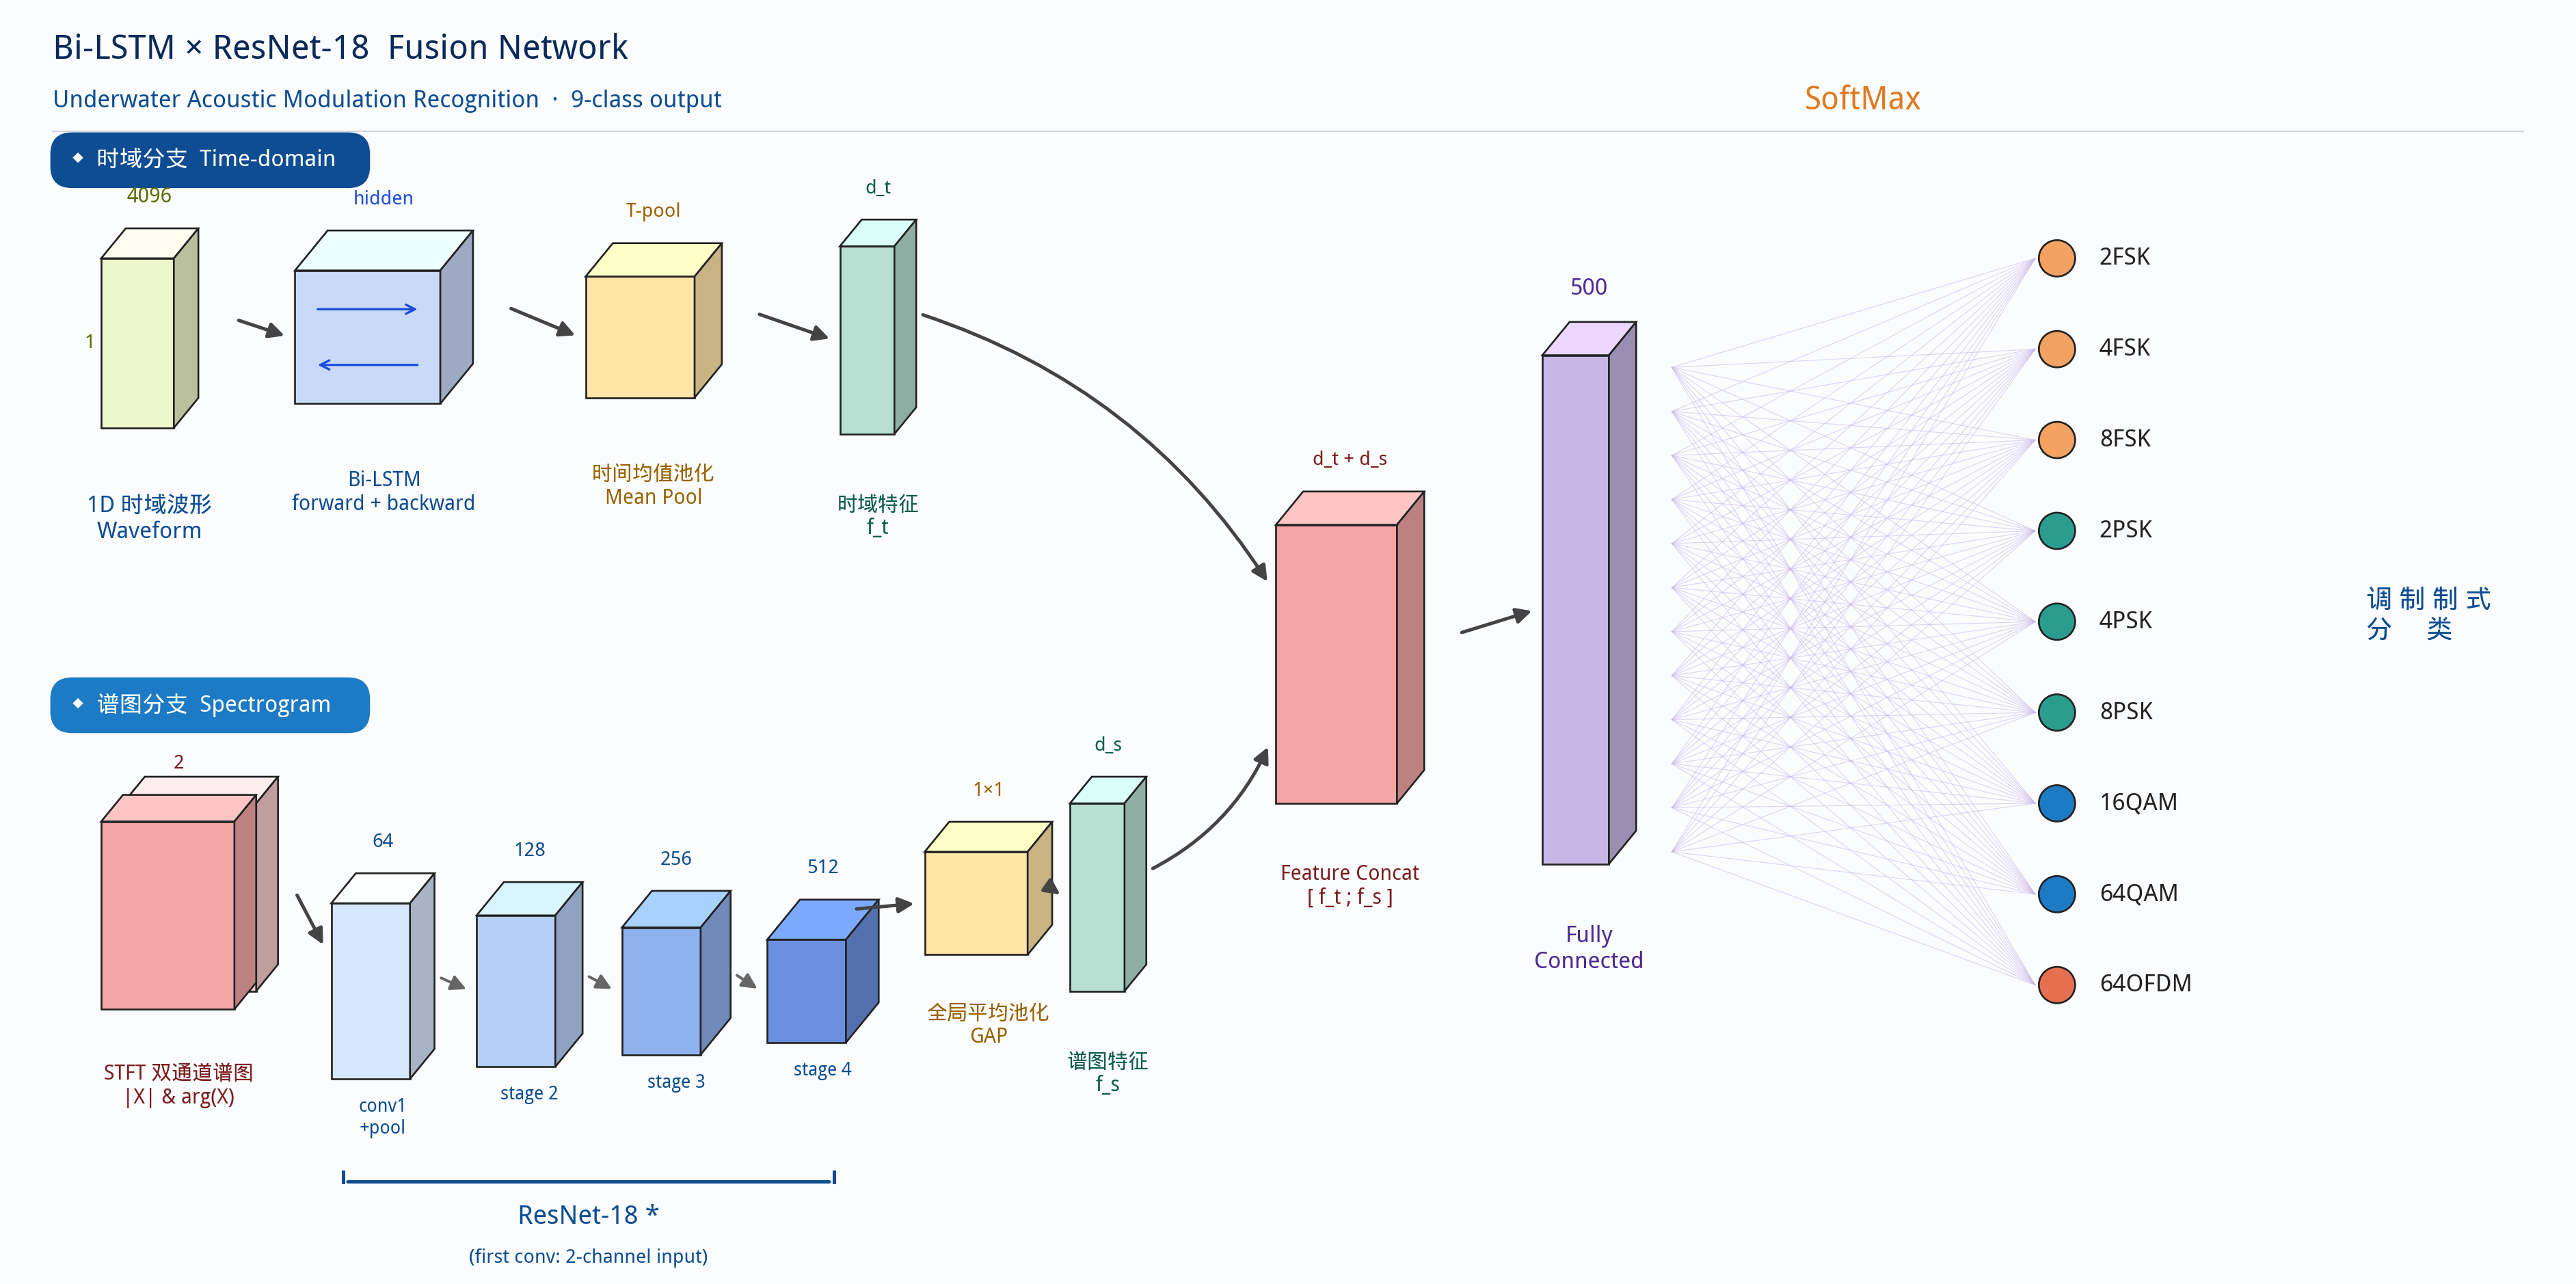 Bi-LSTM × ResNet-18 Fusion Network
Underwater Acoustic Modulation Recognition · 9-class output
SoftMax
◆ 时域分支 Time-domain
4096
hidden
T-pool
d_t
1
1D 时域波形
Waveform
Bi-LSTM
forward + backward
时间均值池化
Mean Pool
时域特征
f_t
d_t + d_s
Feature Concat
[ f_t ; f_s ]
500
Fully
Connected
2FSK
4FSK
8FSK
2PSK
4PSK
8PSK
16QAM
64QAM
64OFDM
调 制 制 式
分 类
◆ 谱图分支 Spectrogram
2
64
128
256
512
1×1
d_s
STFT 双通道谱图
|X| & arg(X)
conv1
+pool
stage 2
stage 3
stage 4
全局平均池化
GAP
谱图特征
f_s
ResNet-18 *
(first conv: 2-channel input)